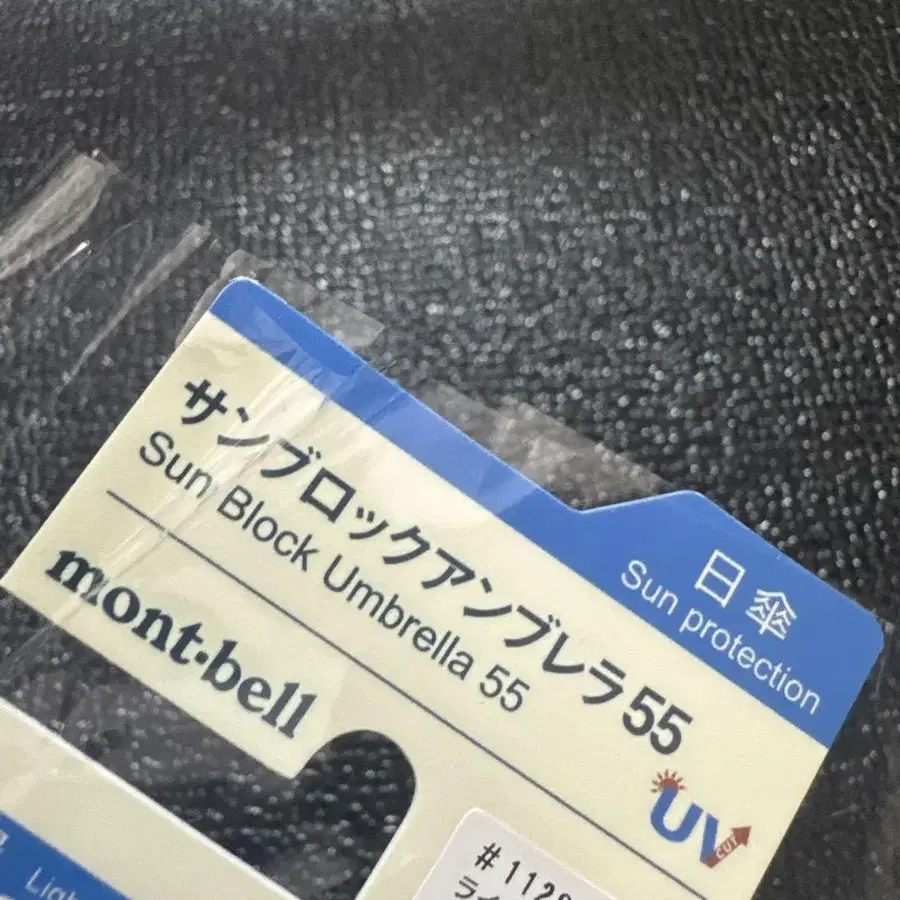 日傘
Sun protection
サンブロックアンブレラ55
Sun Block Umbrella 55
mont-bell
UV
CUT